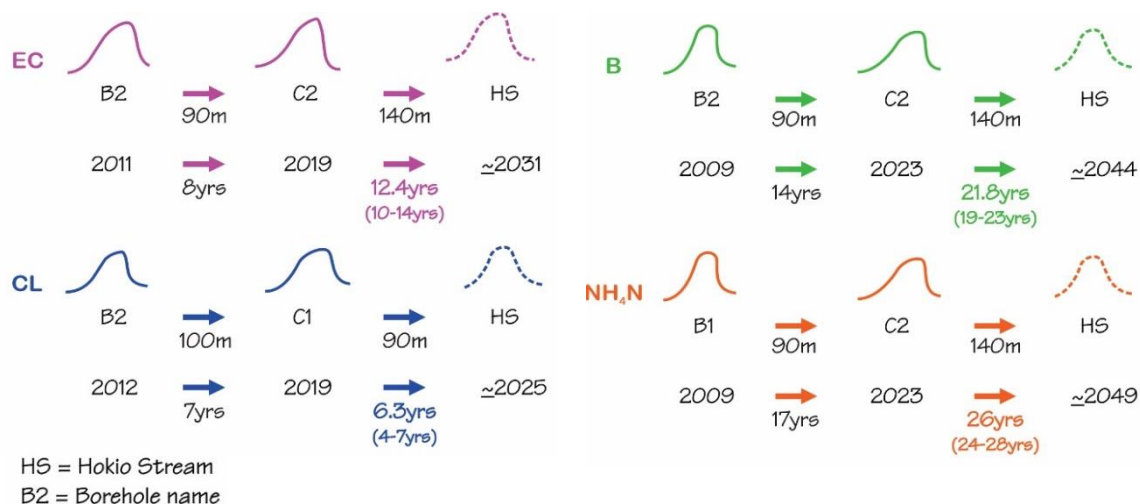 EC
B2 C2 HS
90m 140m
2011 2019 ~2031
8yrs 12.4yrs
(10-14yrs)
B
B2 C2 HS
90m 140m
2009 2023 ~2044
14yrs 21.8yrs
(19-23yrs)
CL
B2 C1 HS
100m 90m
2012 2019 ~2025
7yrs 6.3yrs
(4-7yrs)
NH₄N
B1 C2 HS
90m 140m
2009 2023 ~2049
17yrs 26yrs
(24-28yrs)
HS = Hokio Stream
B2 = Borehole name